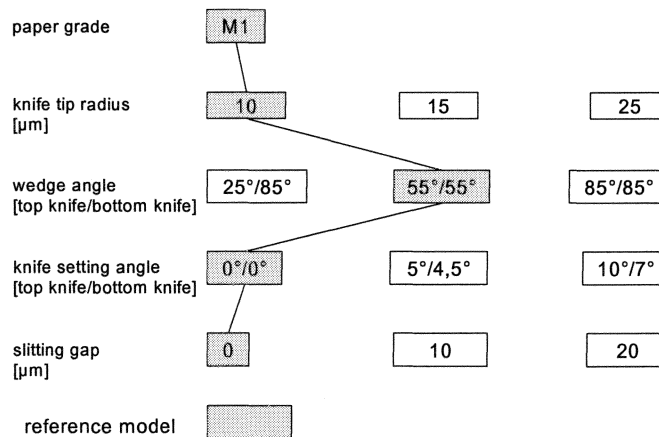 paper grade M1
knife tip radius 10 15 25
[µm]
wedge angle 25°/85° 55°/55° 85°/85°
[top knife/bottom knife]
knife setting angle 0°/0° 5°/4,5° 10°/7°
[top knife/bottom knife]
slitting gap 0 10 20
[µm]
reference model